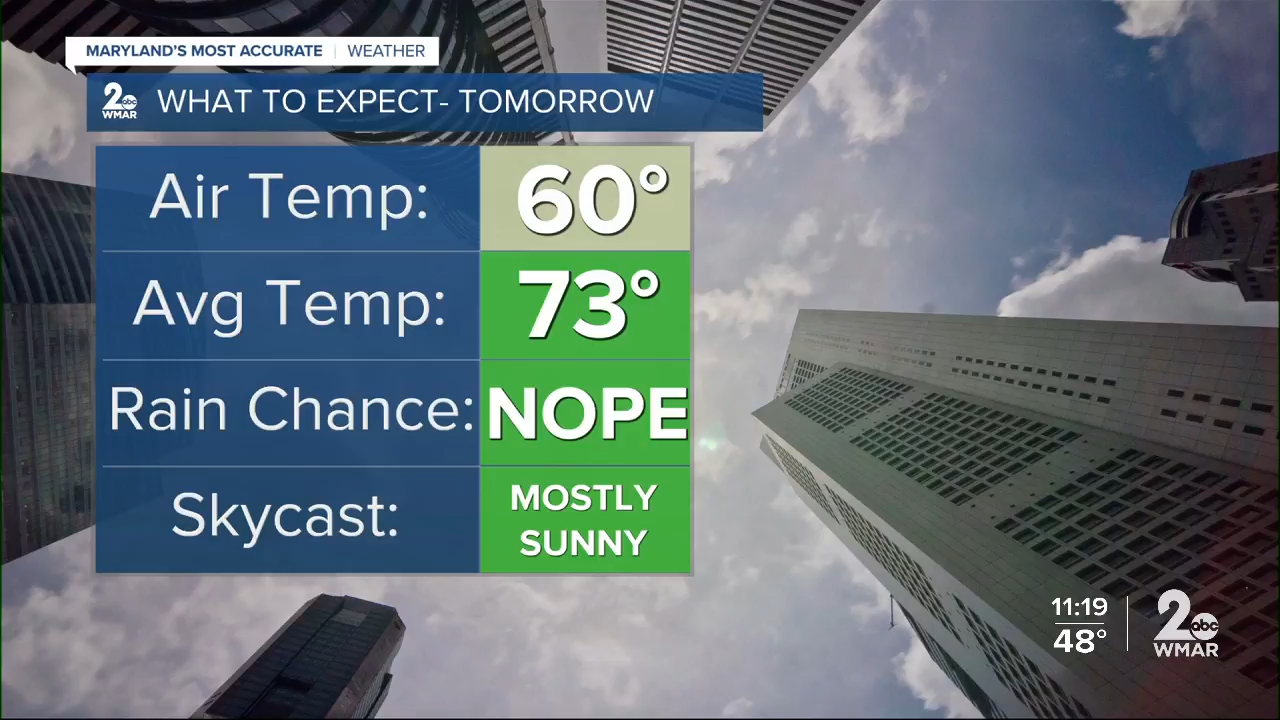 MARYLAND'S MOST ACCURATE | WEATHER
2 abc WMAR WHAT TO EXPECT- TOMORROW
Air Temp: 60°
Avg Temp: 73°
Rain Chance: NOPE
Skycast: MOSTLY SUNNY
11:19
48°
2 abc
WMAR